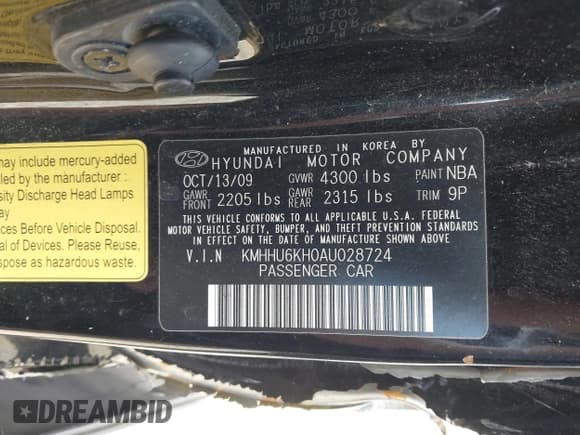 may include mercury-added
led by the manufacturer :
sity Discharge Head Lamps
ay
ces Before Vehicle Disposal.
al of Devices. Please Reuse,
se as hazardous waste.
MANUFACTURED IN KOREA BY
HYUNDAI MOTOR COMPANY
OCT/13/09 GVWR 4300 lbs PAINT NBA
GAWR FRONT 2205 lbs GAWR REAR 2315 lbs TRIM 9P
THIS VEHICLE CONFORMS TO ALL APPLICABLE U.S.A. FEDERAL
MOTOR VEHICLE SAFETY, BUMPER, AND THEFT PREVENTION STANDARDS
IN EFFECT ON THE DATE OF MANUFACTURE SHOWN ABOVE.
V.I.N KMHHU6KH0AU028724
PASSENGER CAR
DREAMBID